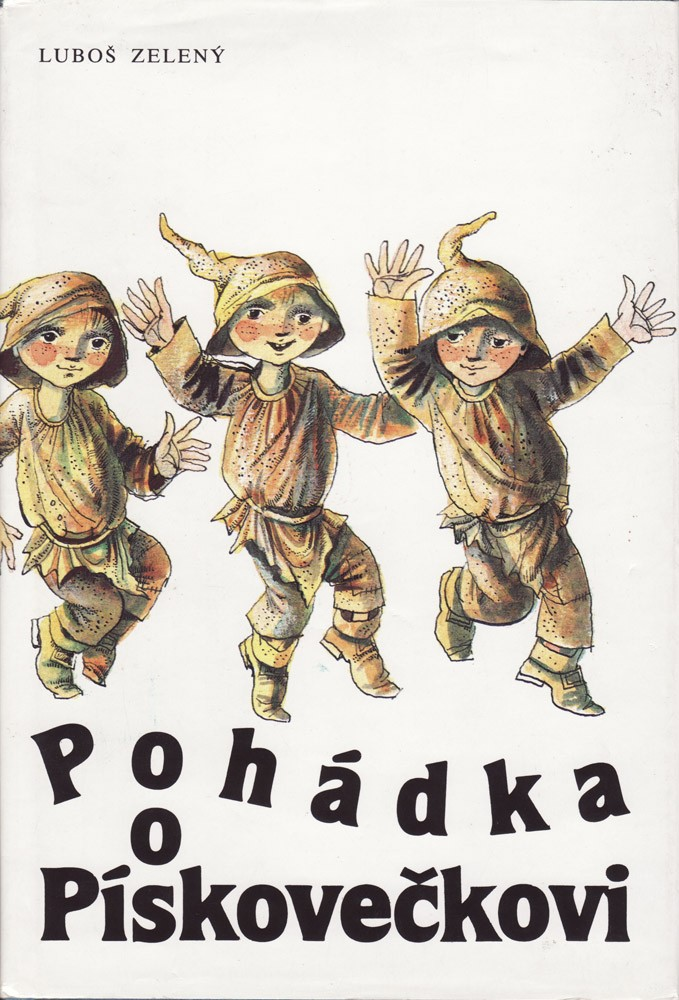 LUBOŠ ZELENÝ
Pohádka
o
Pískovečkovi